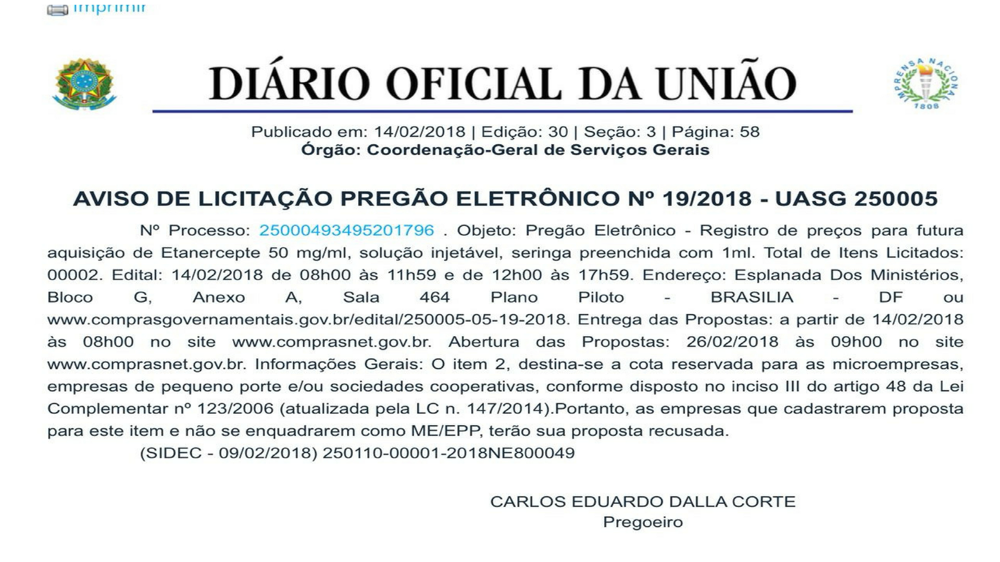 Imprimir
DIÁRIO OFICIAL DA UNIÃO
IMPRENSA NACIONAL
1808
Publicado em: 14/02/2018 | Edição: 30 | Seção: 3 | Página: 58
Órgão: Coordenação-Geral de Serviços Gerais
AVISO DE LICITAÇÃO PREGÃO ELETRÔNICO Nº 19/2018 - UASG 250005
Nº Processo: 25000493495201796 . Objeto: Pregão Eletrônico - Registro de preços para futura
aquisição de Etanercepte 50 mg/ml, solução injetável, seringa preenchida com 1ml. Total de Itens Licitados:
00002. Edital: 14/02/2018 de 08h00 às 11h59 e de 12h00 às 17h59. Endereço: Esplanada Dos Ministérios,
Bloco G, Anexo A, Sala 464 Plano Piloto - BRASILIA - DF ou
www.comprasgovernamentais.gov.br/edital/250005-05-19-2018. Entrega das Propostas: a partir de 14/02/2018
às 08h00 no site www.comprasnet.gov.br. Abertura das Propostas: 26/02/2018 às 09h00 no site
www.comprasnet.gov.br. Informações Gerais: O item 2, destina-se a cota reservada para as microempresas,
empresas de pequeno porte e/ou sociedades cooperativas, conforme disposto no inciso III do artigo 48 da Lei
Complementar nº 123/2006 (atualizada pela LC n. 147/2014).Portanto, as empresas que cadastrarem proposta
para este item e não se enquadrarem como ME/EPP, terão sua proposta recusada.
(SIDEC - 09/02/2018) 250110-00001-2018NE800049
CARLOS EDUARDO DALLA CORTE
Pregoeiro